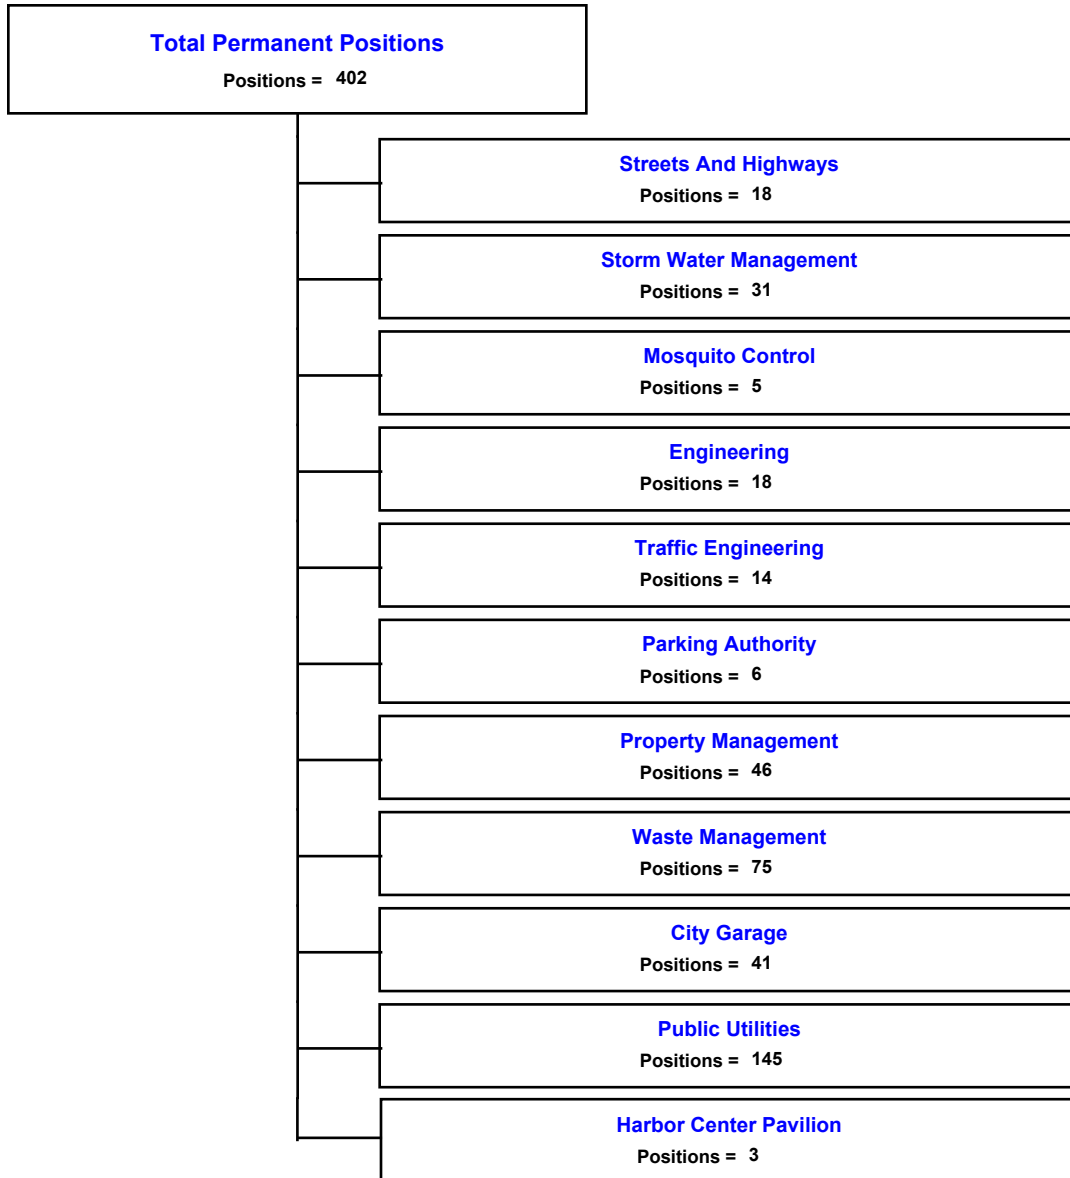 Total Permanent Positions
Positions = 402
Streets And Highways
Positions = 18
Storm Water Management
Positions = 31
Mosquito Control
Positions = 5
Engineering
Positions = 18
Traffic Engineering
Positions = 14
Parking Authority
Positions = 6
Property Management
Positions = 46
Waste Management
Positions = 75
City Garage
Positions = 41
Public Utilities
Positions = 145
Harbor Center Pavilion
Positions = 3